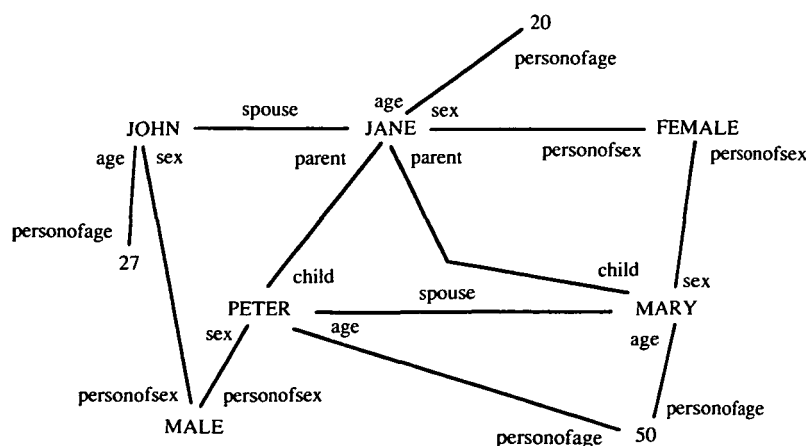 20
personofage
spouse age sex
JOHN JANE FEMALE
age sex parent parent personofsex personofsex
personofage
27
child child sex
PETER spouse MARY
sex age age
personofsex personofsex personofage
MALE personofage 50